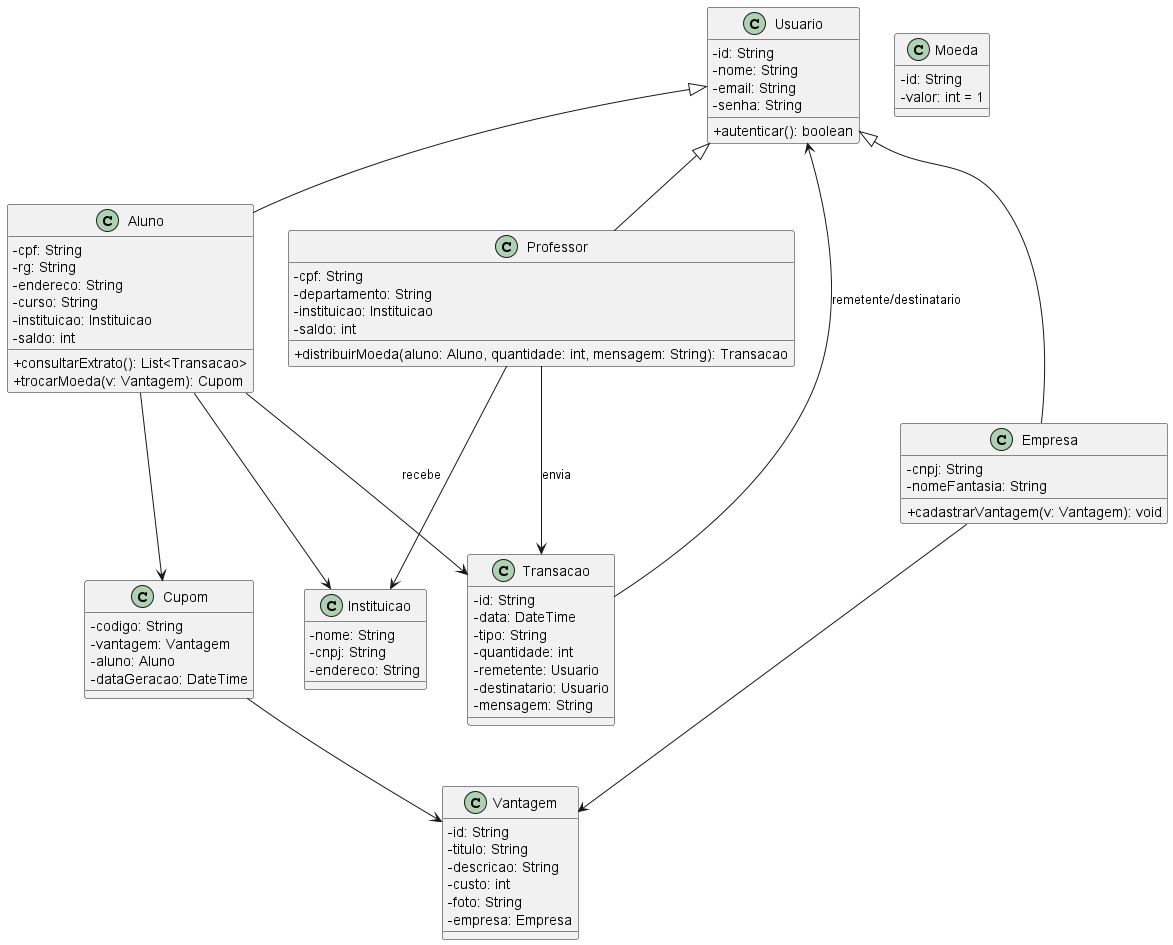 C Usuario
-id: String
-nome: String
-email: String
-senha: String
+autenticar(): boolean
C Moeda
-id: String
-valor: int = 1
C Aluno
-cpf: String
-rg: String
-endereco: String
-curso: String
-instituicao: Instituicao
-saldo: int
+consultarExtrato(): List<Transacao>
+trocarMoeda(v: Vantagem): Cupom
C Professor
-cpf: String
-departamento: String
-instituicao: Instituicao
-saldo: int
+distribuirMoeda(aluno: Aluno, quantidade: int, mensagem: String): Transacao
remetente/destinatario
C Empresa
-cnpj: String
-nomeFantasia: String
+cadastrarVantagem(v: Vantagem): void
recebe
envia
C Cupom
-codigo: String
-vantagem: Vantagem
-aluno: Aluno
-dataGeracao: DateTime
C Instituicao
-nome: String
-cnpj: String
-endereco: String
C Transacao
-id: String
-data: DateTime
-tipo: String
-quantidade: int
-remetente: Usuario
-destinatario: Usuario
-mensagem: String
C Vantagem
-id: String
-titulo: String
-descricao: String
-custo: int
-foto: String
-empresa: Empresa